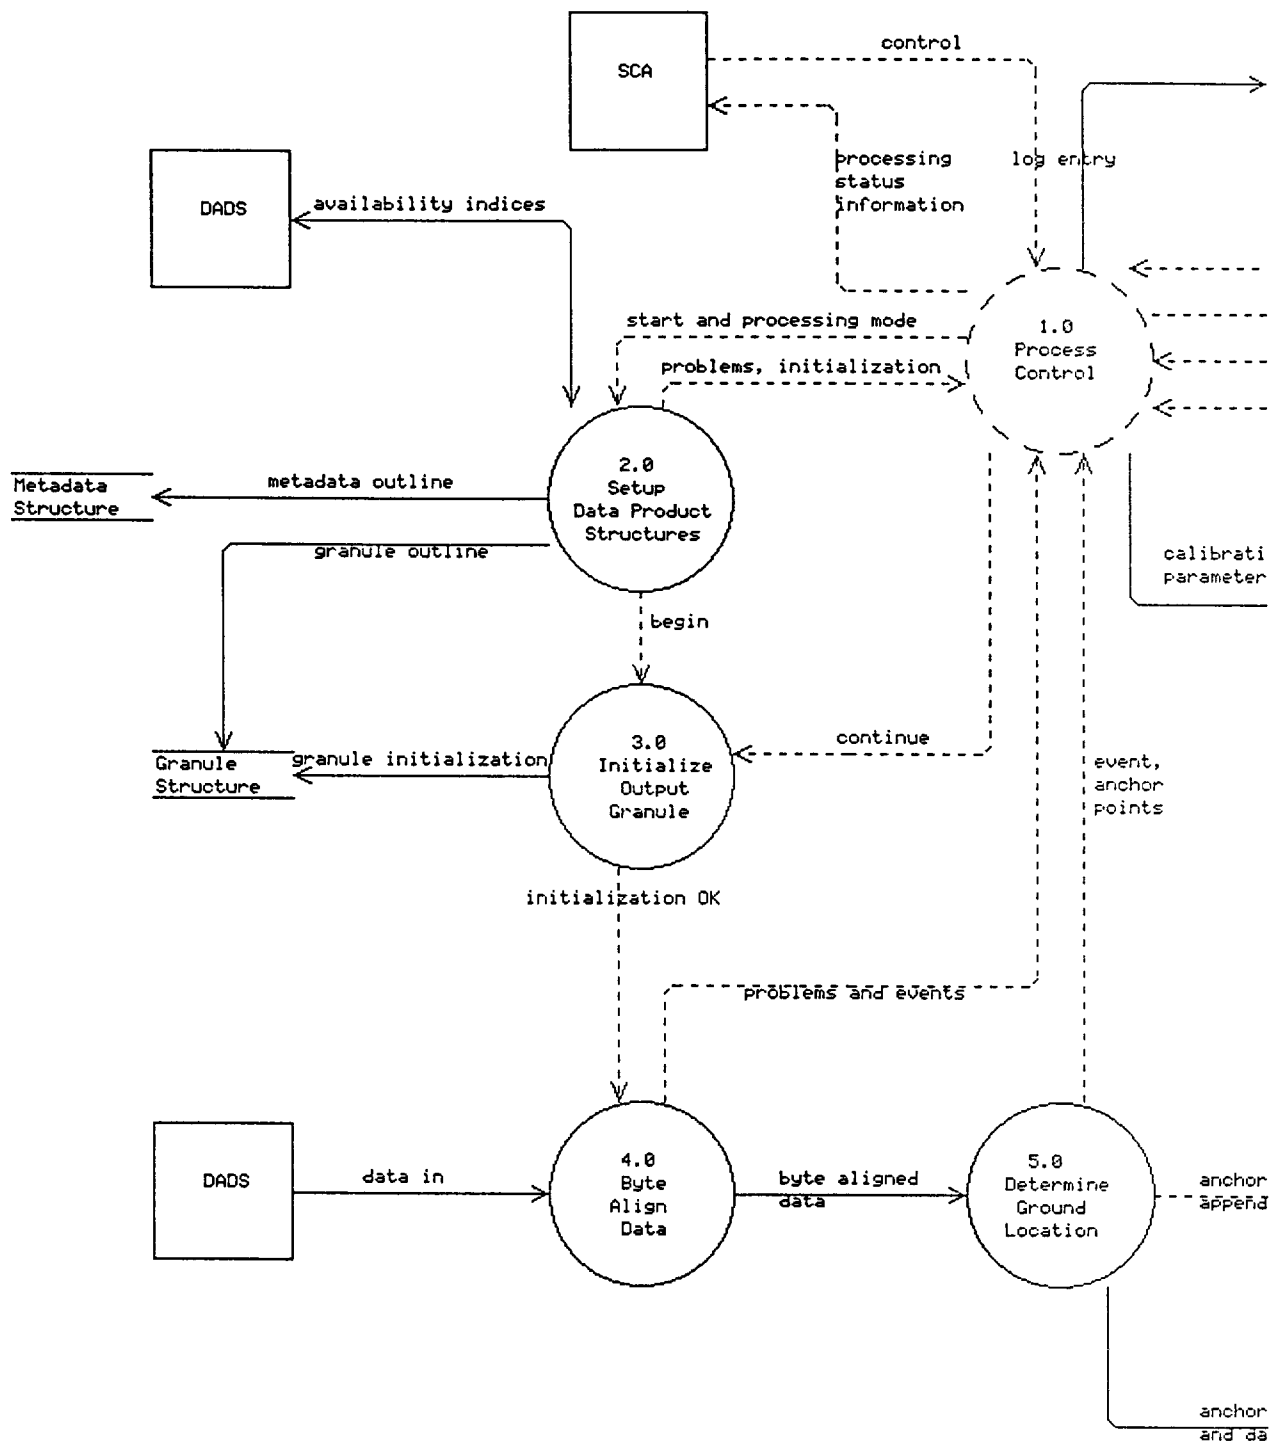 control
SCA
processing
status
information
log entry
DADS
availability indices
start and processing mode
1.0
Process
Control
problems, initialization
2.0
Setup
Data Product
Structures
metadata outline
Metadata
Structure
granule outline
calibrati
parameter
begin
3.0
Initialize
Output
Granule
continue
granule initialization
Granule
Structure
event,
anchor
points
initialization OK
problems and events
DADS
data in
4.0
Byte
Align
Data
byte aligned
data
5.0
Determine
Ground
Location
anchor
append
anchor
and da